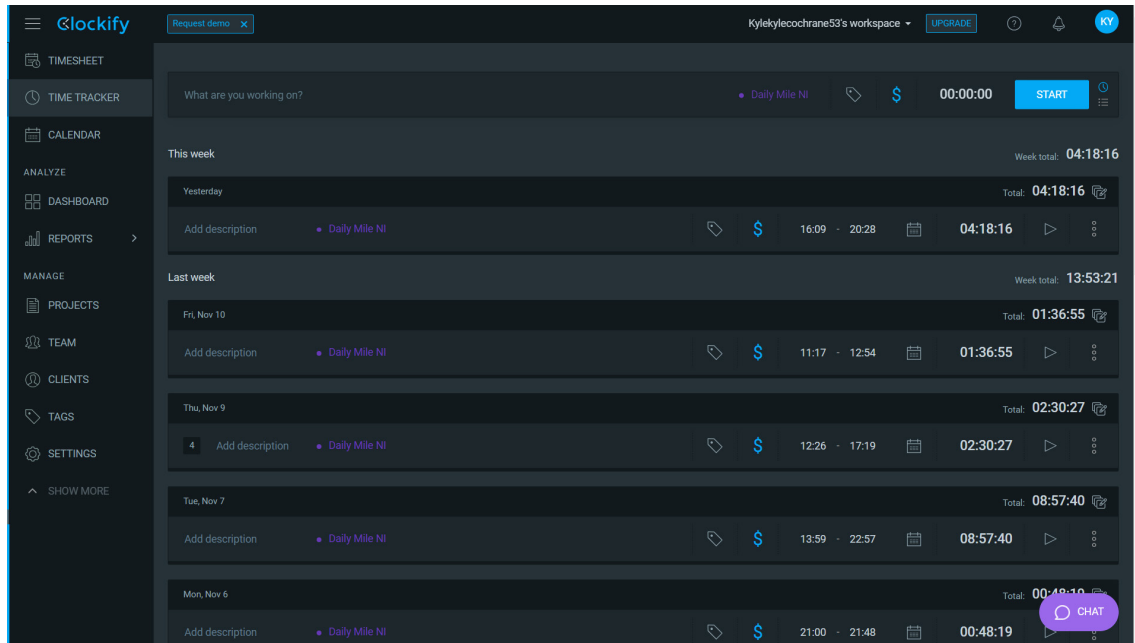 Clockify
Request demo x
Kylekylecochrane53's workspace
UPGRADE
?
KY
TIMESHEET
TIME TRACKER
CALENDAR
ANALYZE
DASHBOARD
REPORTS >
MANAGE
PROJECTS
TEAM
CLIENTS
TAGS
SETTINGS
SHOW MORE
What are you working on? • Daily Mile NI $ 00:00:00 START
This week Week total: 04:18:16
Yesterday Total: 04:18:16
Add description • Daily Mile NI $ 16:09 - 20:28 04:18:16
Last week Week total: 13:53:21
Fri, Nov 10 Total: 01:36:55
Add description • Daily Mile NI $ 11:17 - 12:54 01:36:55
Thu, Nov 9 Total: 02:30:27
4 Add description • Daily Mile NI $ 12:26 - 17:19 02:30:27
Tue, Nov 7 Total: 08:57:40
Add description • Daily Mile NI $ 13:59 - 22:57 08:57:40
Mon, Nov 6 Total: 00:48:19
Add description • Daily Mile NI $ 21:00 - 21:48 00:48:19
CHAT